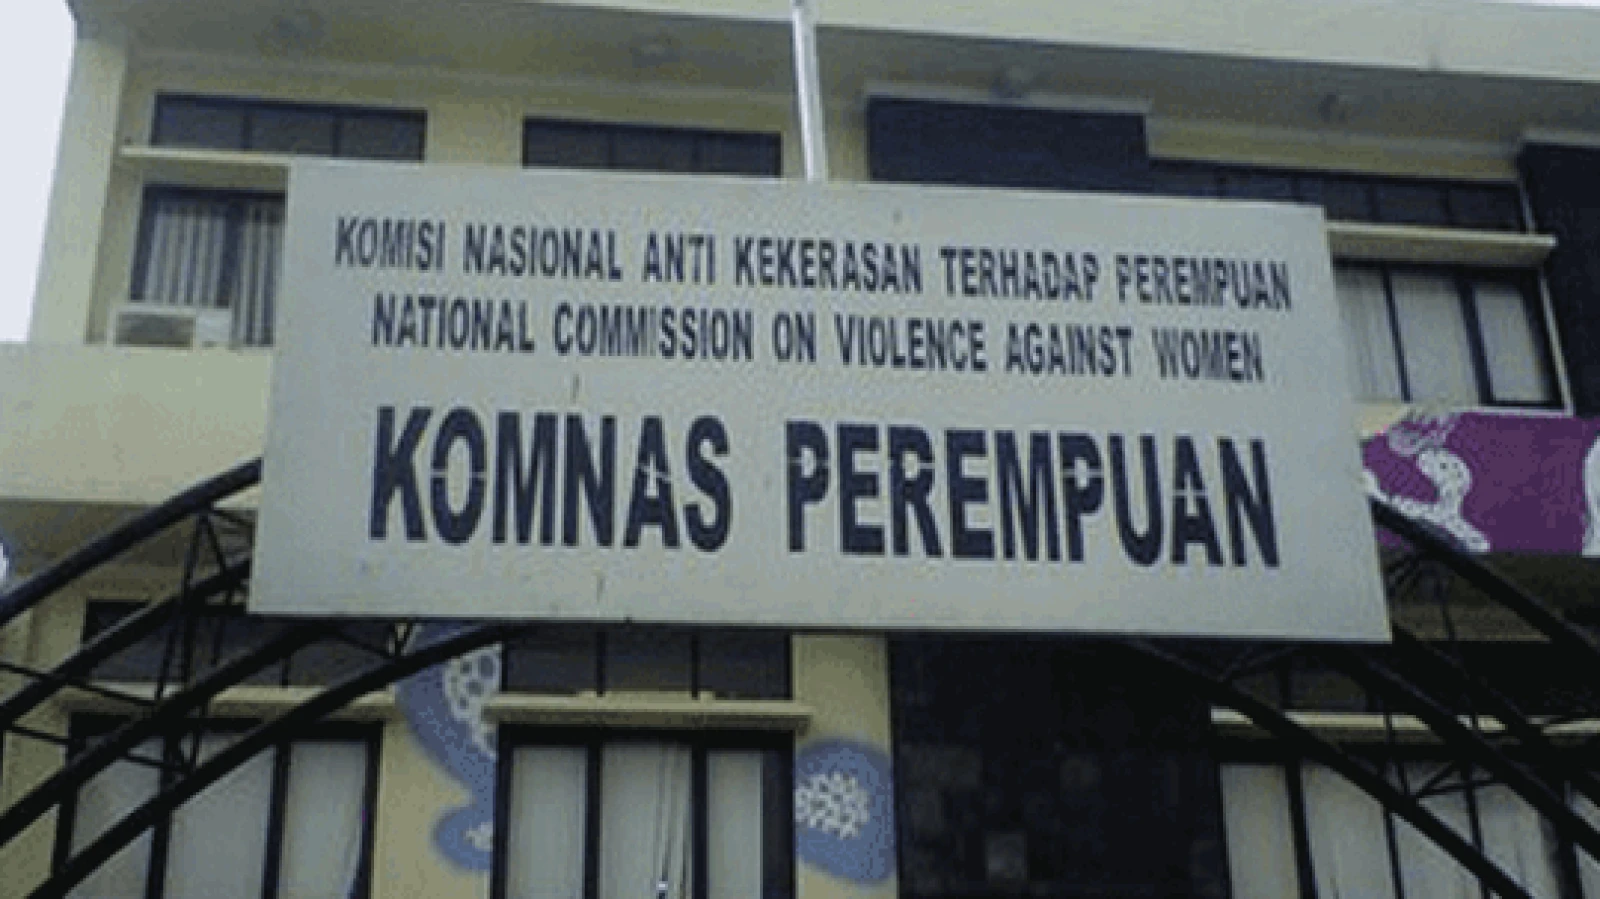 KOMISI NASIONAL ANTI KEKERASAN TERHADAP PEREMPUAN
NATIONAL COMMISSION ON VIOLENCE AGAINST WOMEN
KOMNAS PEREMPUAN